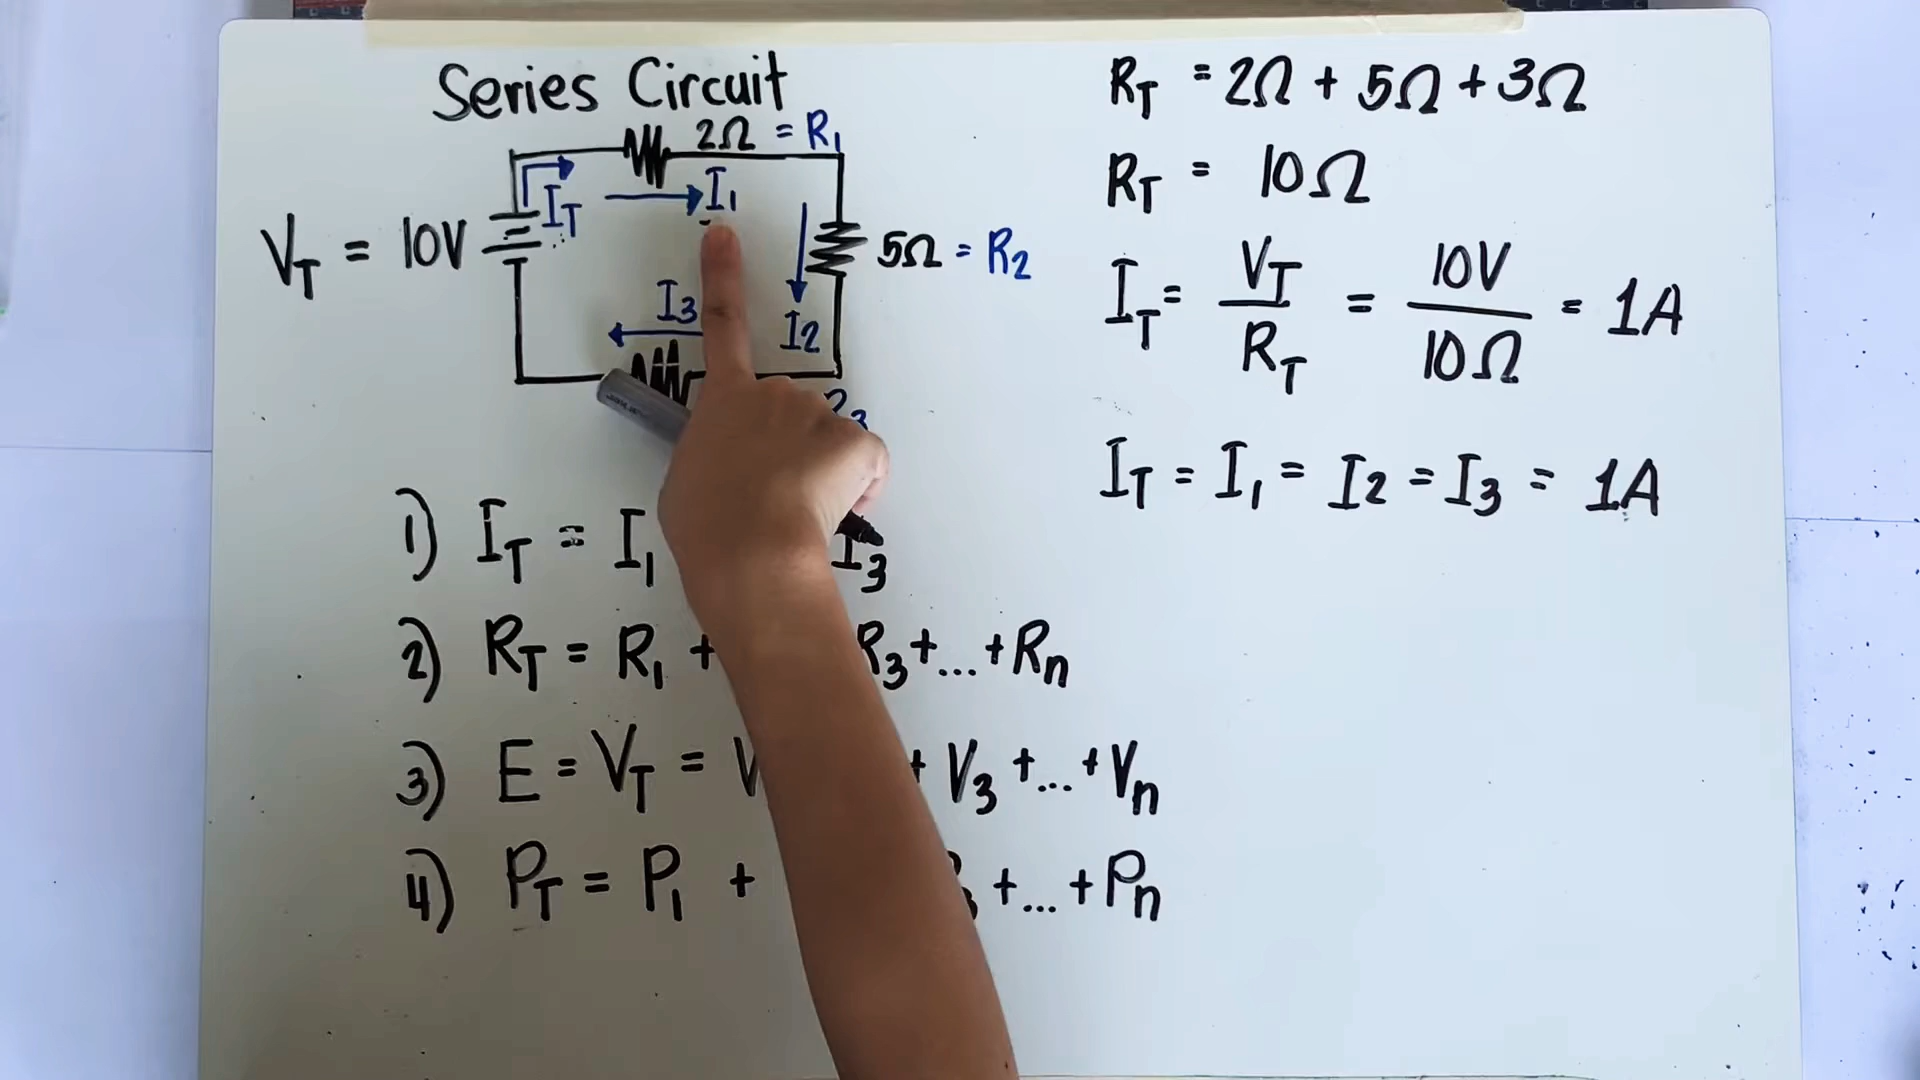 Series Circuit
2Ω = R1
IT I1
VT = 10V
5Ω = R2
I3
I2
1) IT = I1 I3
2) RT = R1 + R3+...+Rn
3) E = VT = V + V3 +...+Vn
4) PT = P1 + +...+Pn
RT = 2Ω + 5Ω + 3Ω
RT = 10Ω
IT = VT/RT = 10V/10Ω = 1A
IT = I1 = I2 = I3 = 1A